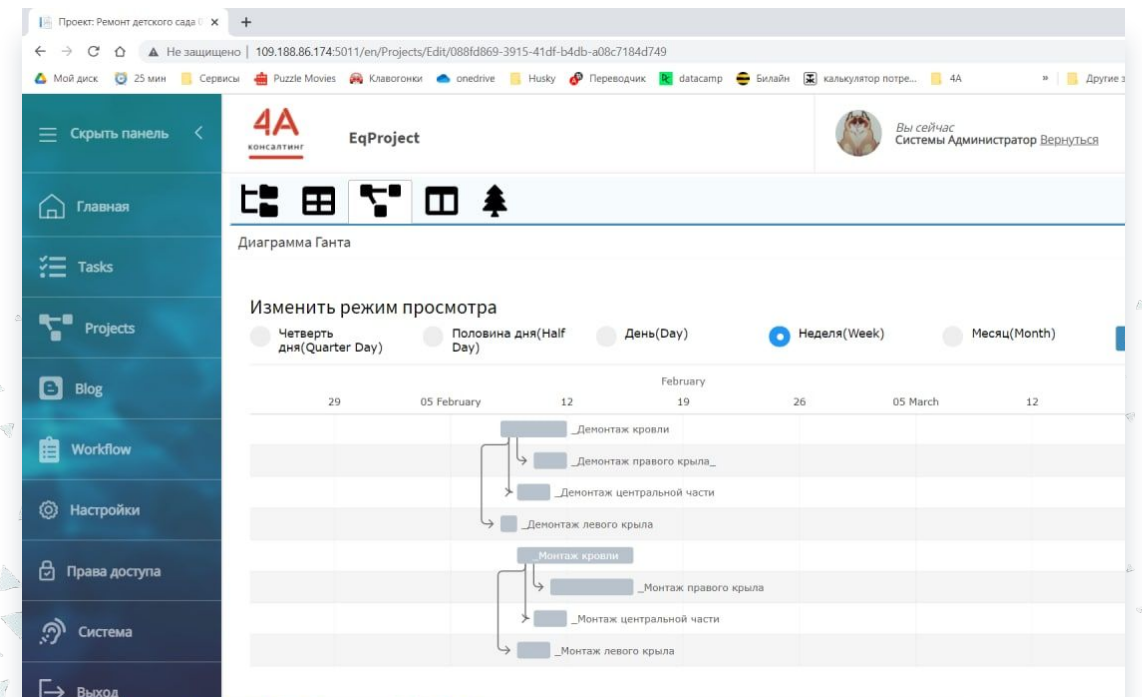 Проект: Ремонт детского сада
Не защищено | 109.188.86.174:5011/en/Projects/Edit/088fd869-3915-41df-b4db-a08c7184d749
Мой диск 25 мин Сервисы Puzzle Movies Клавогонки onedrive Husky Переводчик datacamp Билайн калькулятор потре... 4А » Другие
Скрыть панель
4А
консалтинг
EqProject
Вы сейчас
Системы Администратор Вернуться
Главная
Tasks
Projects
Blog
Workflow
Настройки
Права доступа
Система
Выход
Диаграмма Ганта
Изменить режим просмотра
Четверть
дня(Quarter Day)
Половина дня(Half
Day)
День(Day)
Неделя(Week)
Месяц(Month)
February
29 05 February 12 19 26 05 March 12
_Демонтаж кровли
_Демонтаж правого крыла_
_Демонтаж центральной части
_Демонтаж левого крыла
_Монтаж кровли
_Монтаж правого крыла
_Монтаж центральной части
_Монтаж левого крыла